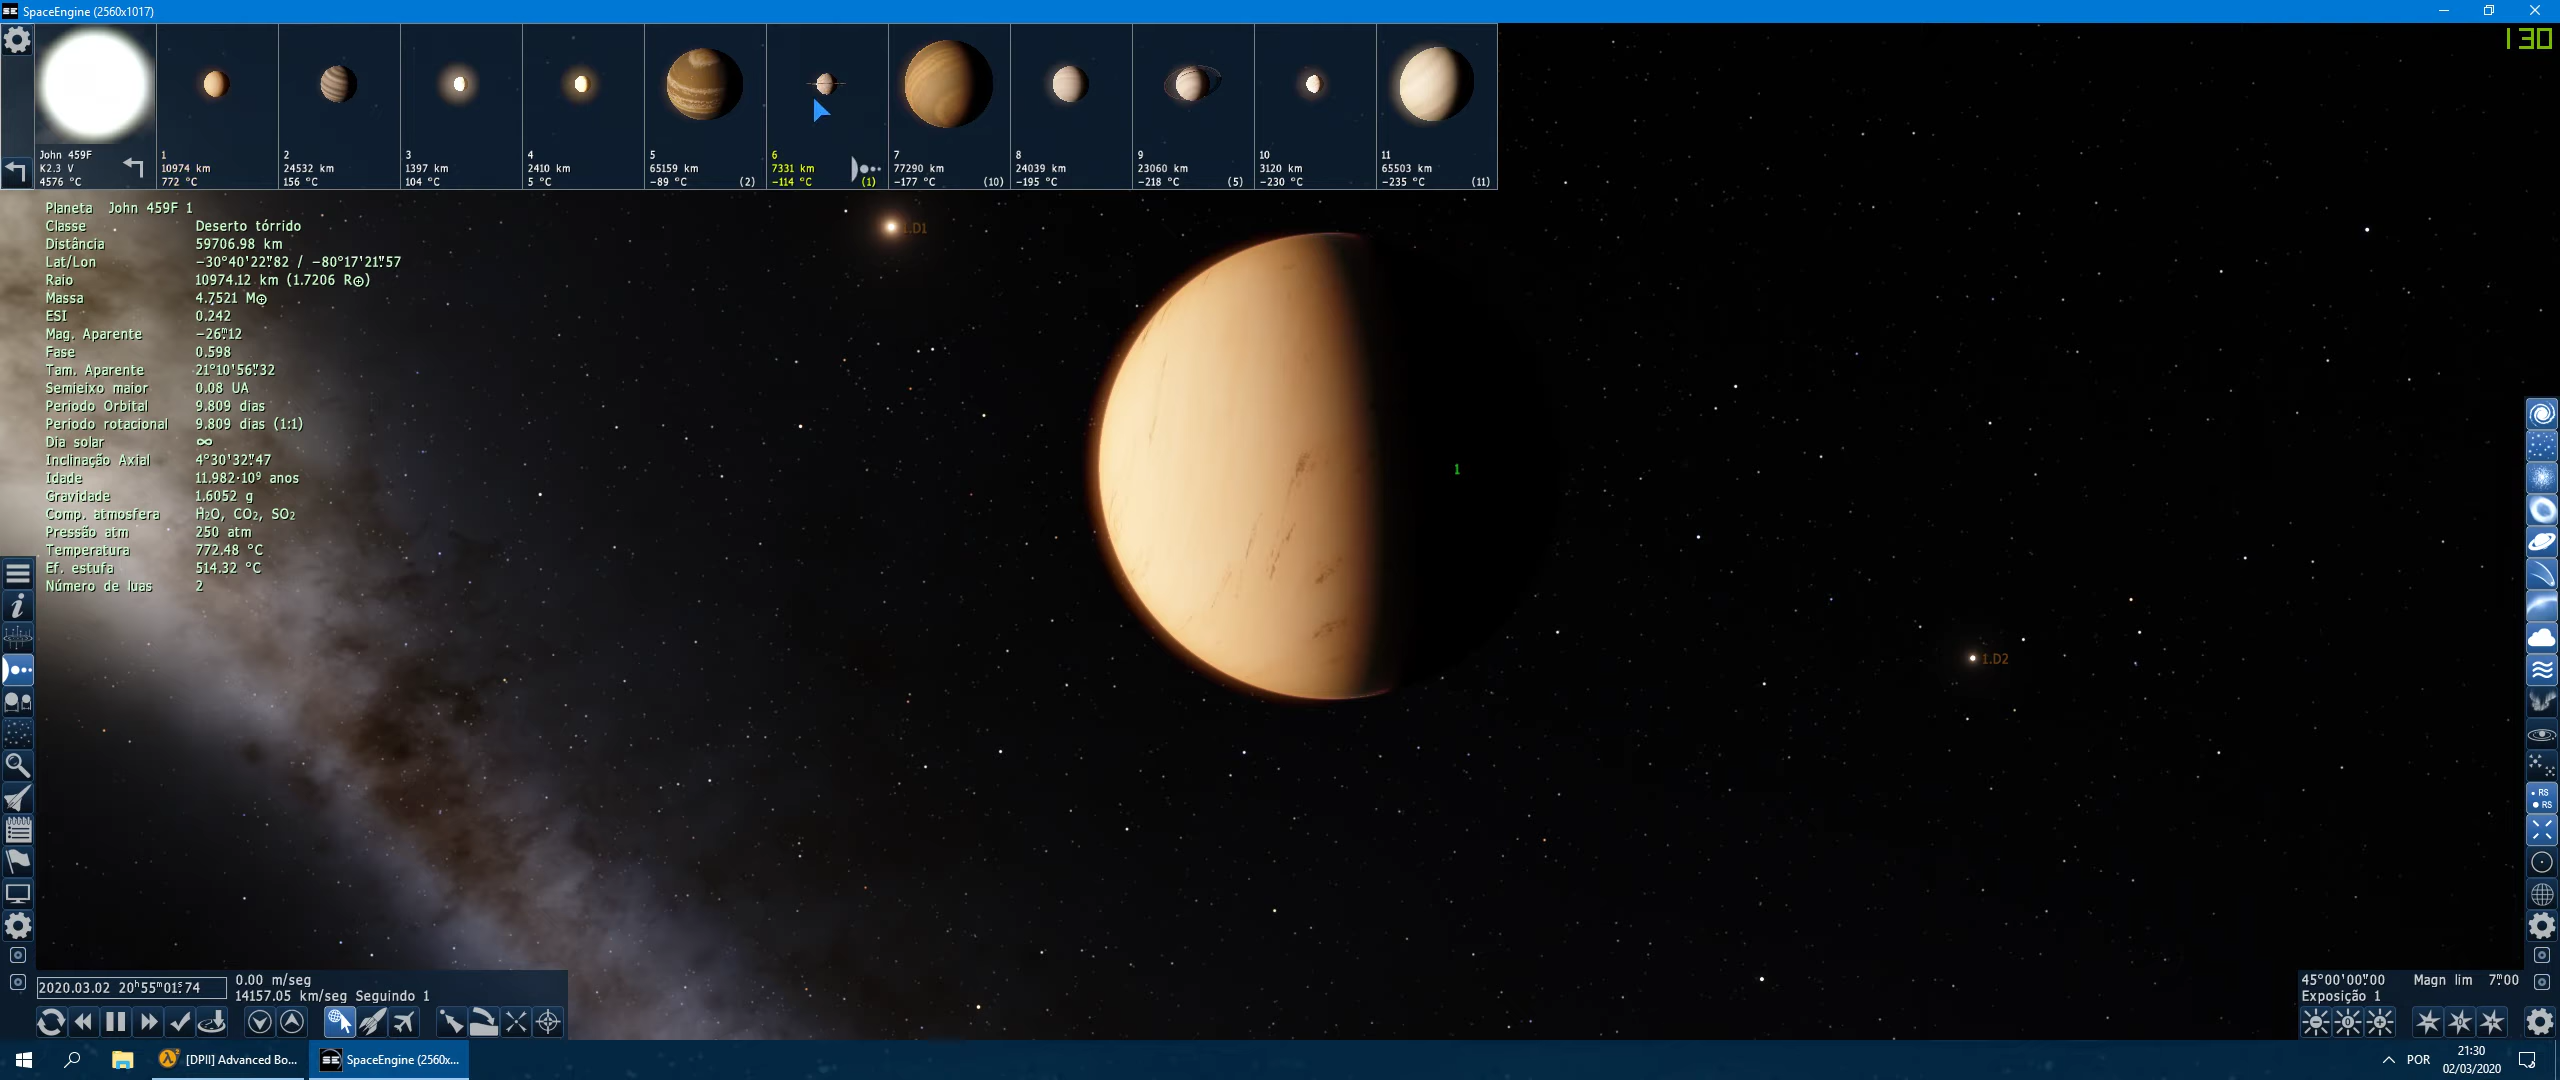 SpaceEngine (2560x1017)
130
John 459F
K2.3 V
4576 °C
1
10974 km
772 °C
2
24532 km
156 °C
3
1397 km
104 °C
4
2410 km
5 °C
5
65159 km
-89 °C (2)
6
7331 km
-114 °C (1)
7
77290 km
-177 °C (10)
8
24039 km
-195 °C
9
23060 km
-218 °C (5)
10
3120 km
-230 °C
11
65503 km
-235 °C (11)
Planeta John 459F 1
Classe Deserto tórrido
Distância 59706.98 km
Lat/Lon -30°40'22"82 / -80°17'21"57
Raio 10974.12 km (1.7206 R⊕)
Massa 4.7521 M⊕
ESI 0.242
Mag. Aparente -26ᵐ12
Fase 0.598
Tam. Aparente 21°10'56"32
Semieixo maior 0.08 UA
Periodo Orbital 9.809 dias
Periodo rotacional 9.809 dias (1:1)
Dia solar ∞
Inclinação Axial 4°30'32"47
Idade 11.982·10⁹ anos
Gravidade 1.6052 g
Comp. atmosfera H₂O, CO₂, SO₂
Pressão atm 250 atm
Temperatura 772.48 °C
Ef. estufa 514.32 °C
Número de luas 2
1.D1
1
1.D2
RS
RS
2020.03.02 20ʰ55ᵐ01ˢ.74
0.00 m/seg
14157.05 km/seg Seguindo 1
45°00'00"00 Magn lim 7ᵐ00
Exposição 1
[DPII] Advanced Bo...
SpaceEngine (2560x...
POR
21:30
02/03/2020